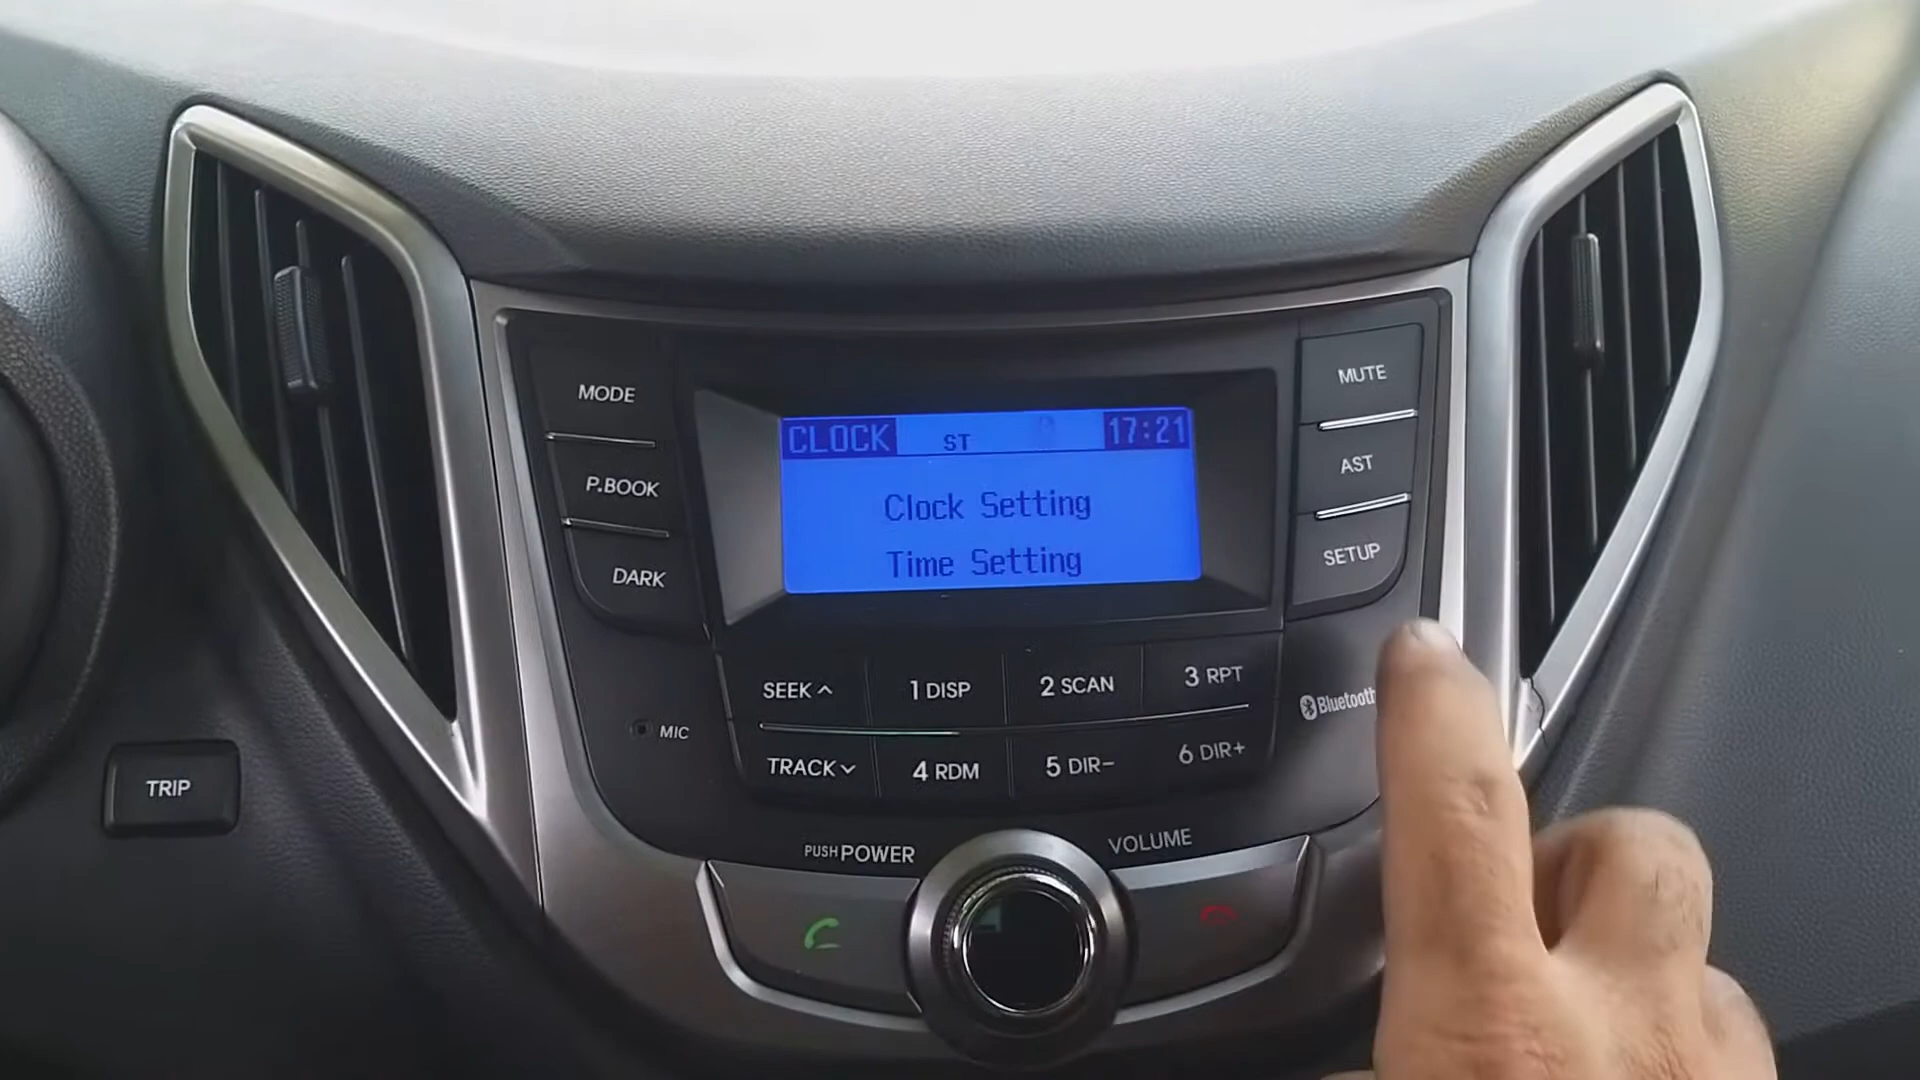 MODE
P.BOOK
DARK
CLOCK ST 17:21
Clock Setting
Time Setting
MUTE
AST
SETUP
SEEK 1 DISP 2 SCAN 3 RPT
TRACK 4 RDM 5 DIR- 6 DIR+
MIC
Bluetooth
TRIP
PUSH POWER
VOLUME